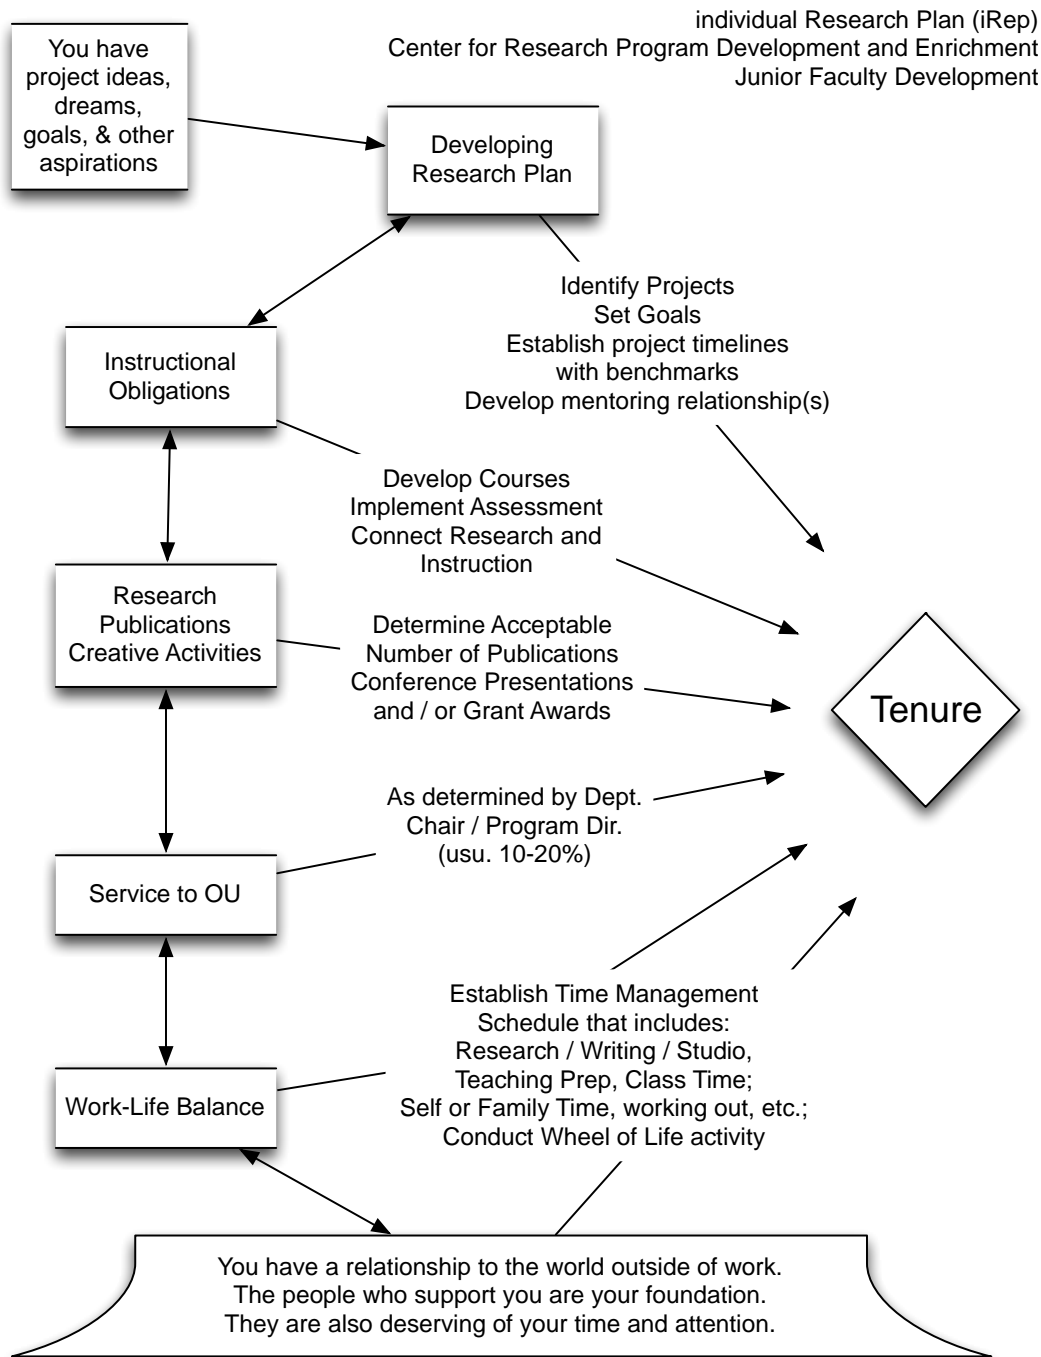 individual Research Plan (iRep)
Center for Research Program Development and Enrichment
Junior Faculty Development
You have
project ideas,
dreams,
goals, & other
aspirations
Developing
Research Plan
Identify Projects
Set Goals
Establish project timelines
with benchmarks
Develop mentoring relationship(s)
Instructional
Obligations
Develop Courses
Implement Assessment
Connect Research and
Instruction
Research
Publications
Creative Activities
Determine Acceptable
Number of Publications
Conference Presentations
and / or Grant Awards
Tenure
As determined by Dept.
Chair / Program Dir.
(usu. 10-20%)
Service to OU
Establish Time Management
Schedule that includes:
Research / Writing / Studio,
Teaching Prep, Class Time;
Self or Family Time, working out, etc.;
Conduct Wheel of Life activity
Work-Life Balance
You have a relationship to the world outside of work.
The people who support you are your foundation.
They are also deserving of your time and attention.